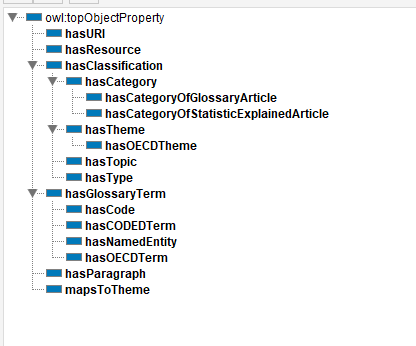 owl:topObjectProperty
hasURI
hasResource
hasClassification
hasCategory
hasCategoryOfGlossaryArticle
hasCategoryOfStatisticExplainedArticle
hasTheme
hasOECDTheme
hasTopic
hasType
hasGlossaryTerm
hasCode
hasCODEDTerm
hasNamedEntity
hasOECDTerm
hasParagraph
mapsToTheme